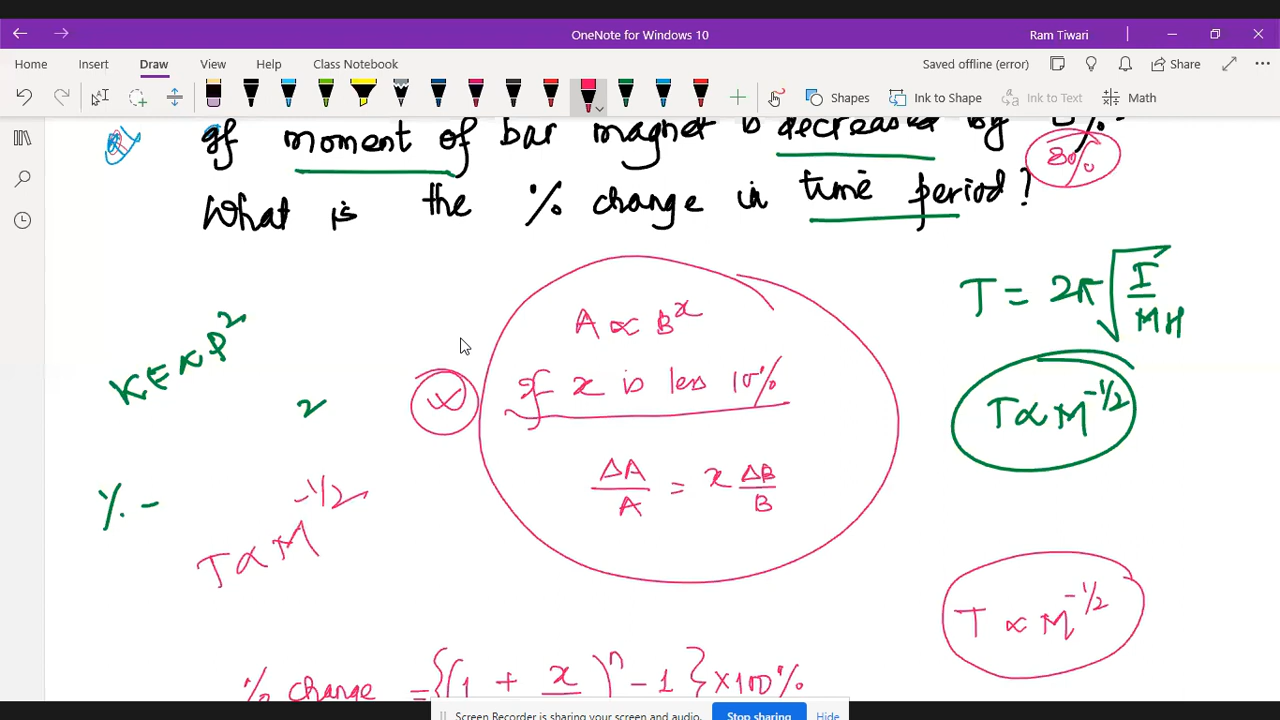 OneNote for Windows 10
Ram Tiwari
Home Insert Draw View Help Class Notebook
Saved offline (error) Share
Shapes Ink to Shape Ink to Text Math
If moment of bar magnet is decreased by %.
80%
What is the % change in time period?
T = 2π√(I/MH)
A ∝ B^x
KE ∝ P^2
If x is less 10%
2
T ∝ M^-1/2
ΔA/A = x ΔB/B
% -
T ∝ M^-1/2
T ∝ M^-1/2
% change = {(1 + x/ )^n - 1} × 100%
Screen Recorder is sharing your screen and audio. Stop sharing Hide